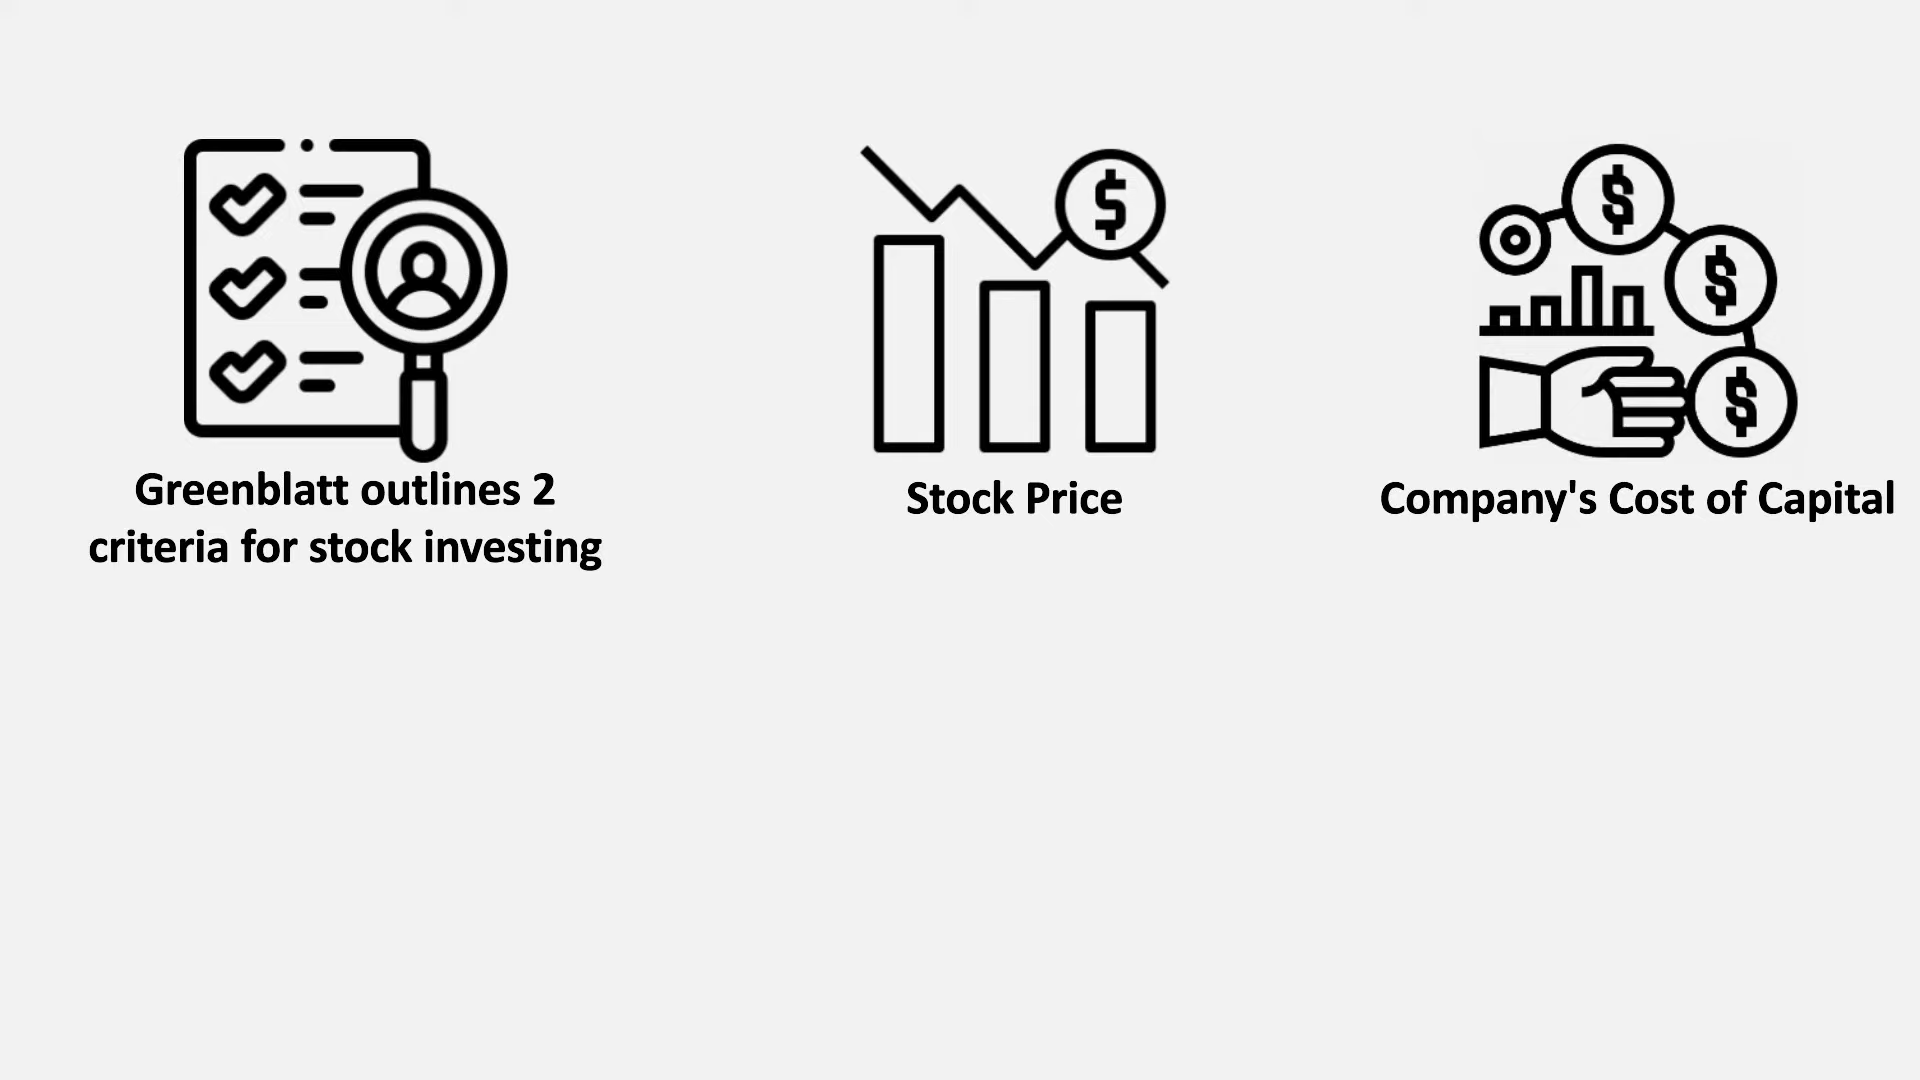 Greenblatt outlines 2
criteria for stock investing
Stock Price
Company's Cost of Capital